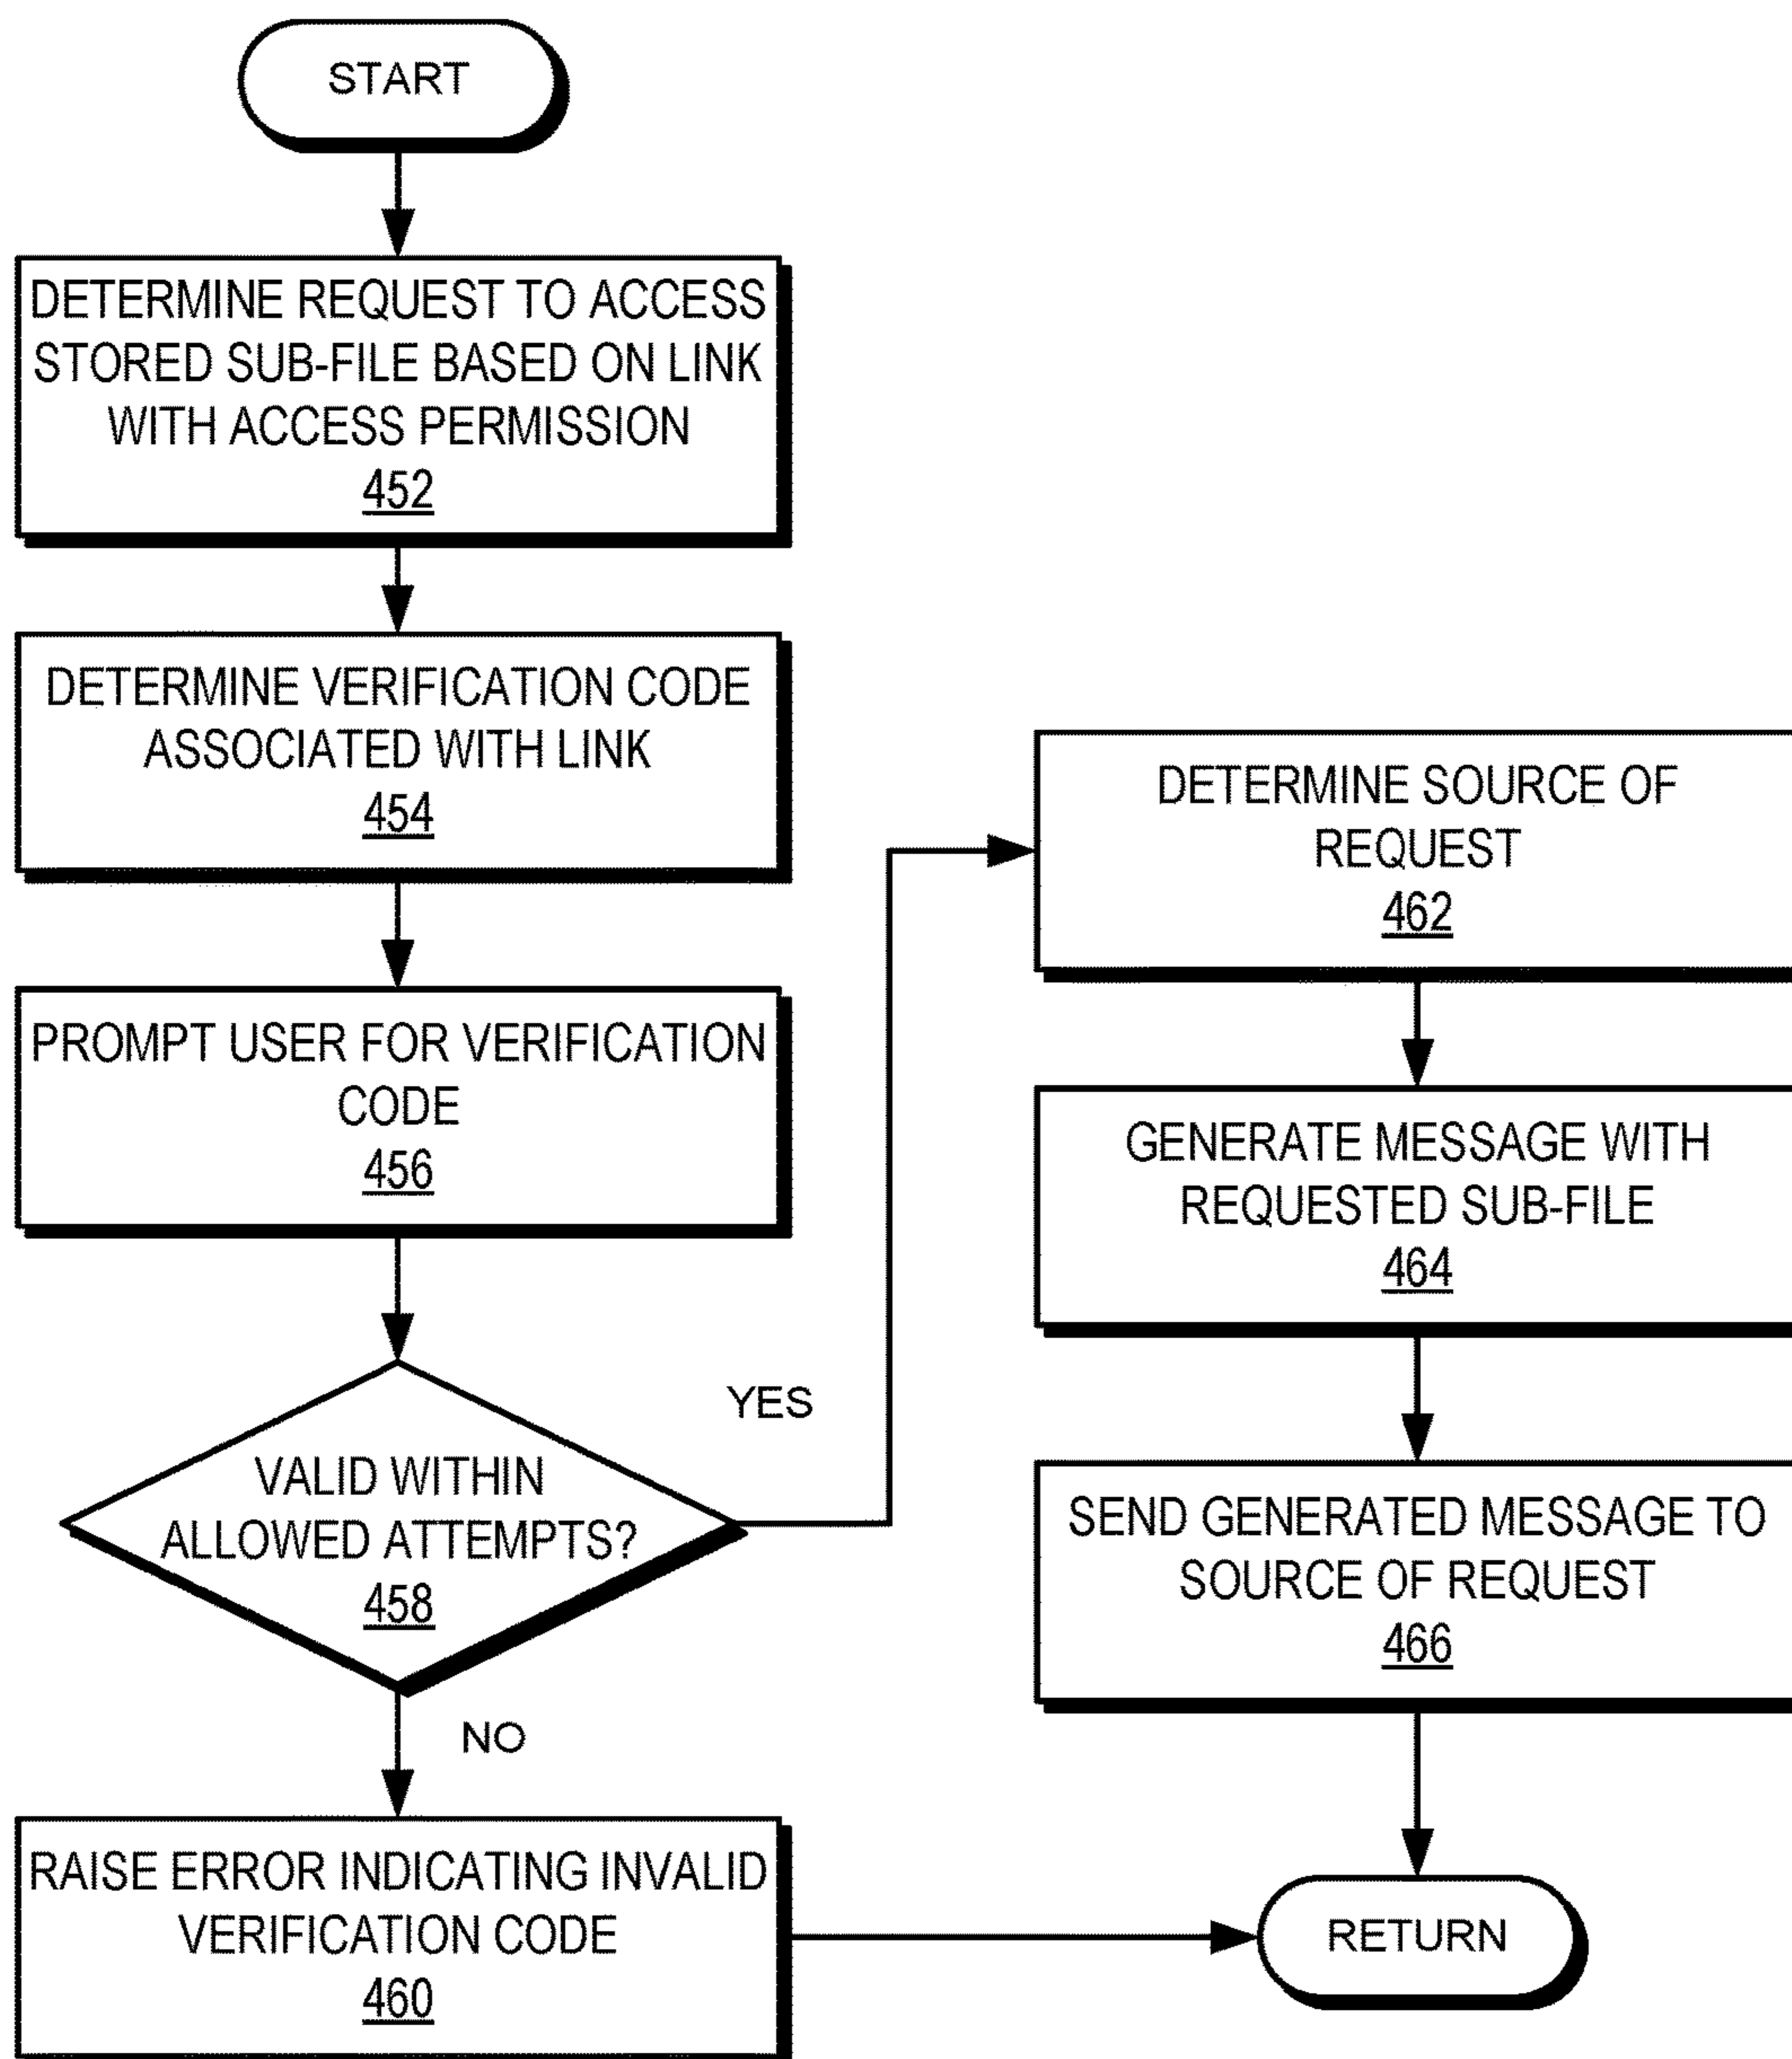 START
DETERMINE REQUEST TO ACCESS
STORED SUB-FILE BASED ON LINK
WITH ACCESS PERMISSION
452
DETERMINE VERIFICATION CODE
ASSOCIATED WITH LINK
454
PROMPT USER FOR VERIFICATION
CODE
456
VALID WITHIN
ALLOWED ATTEMPTS?
458
YES
NO
RAISE ERROR INDICATING INVALID
VERIFICATION CODE
460
DETERMINE SOURCE OF
REQUEST
462
GENERATE MESSAGE WITH
REQUESTED SUB-FILE
464
SEND GENERATED MESSAGE TO
SOURCE OF REQUEST
466
RETURN